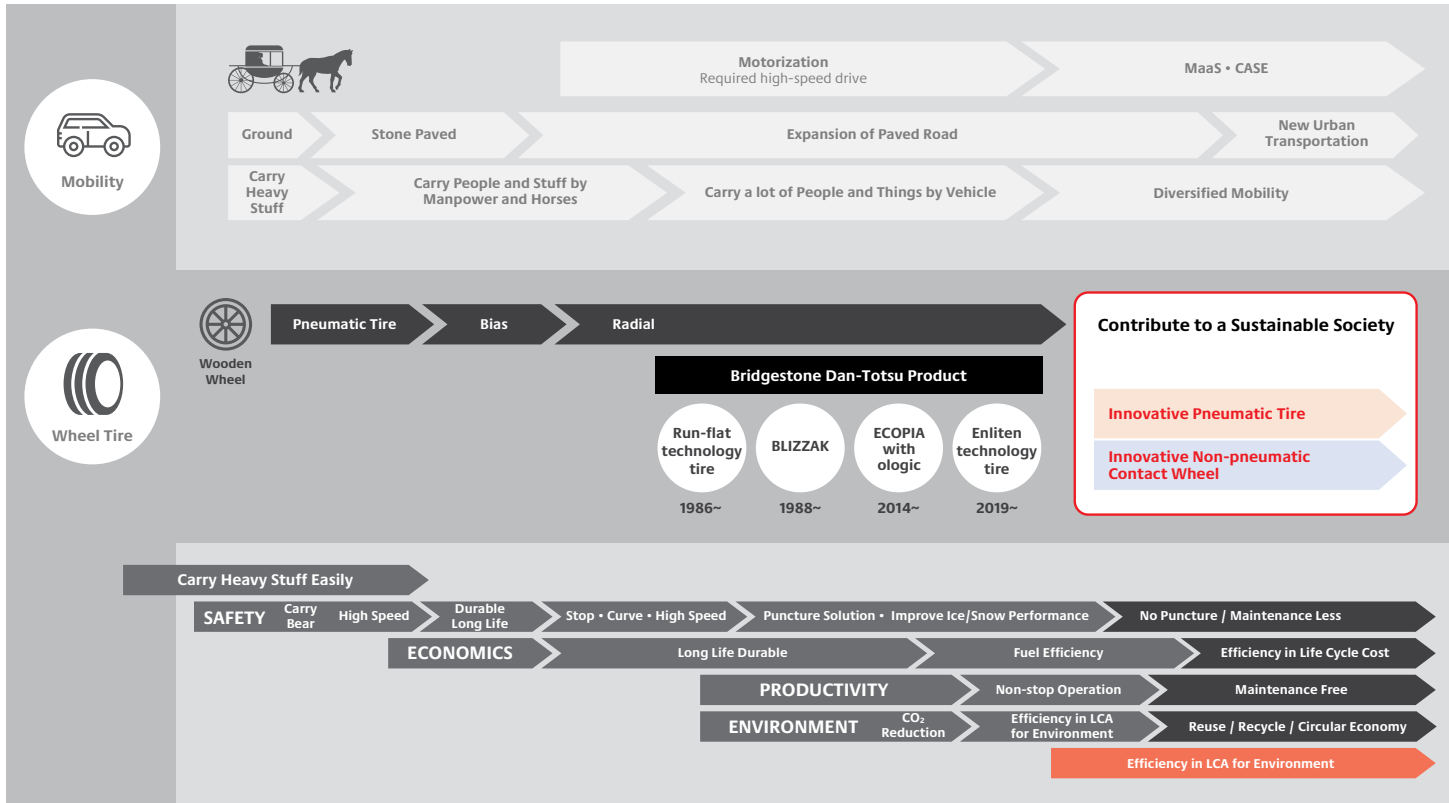 Motorization
Required high-speed drive
MaaS • CASE
Ground
Stone Paved
Expansion of Paved Road
New Urban
Transportation
Mobility
Carry
Heavy
Stuff
Carry People and Stuff by
Manpower and Horses
Carry a lot of People and Things by Vehicle
Diversified Mobility
Wooden
Wheel
Pneumatic Tire
Bias
Radial
Contribute to a Sustainable Society
Bridgestone Dan-Totsu Product
Wheel Tire
Run-flat
technology
tire
BLIZZAK
ECOPIA
with
ologic
Enliten
technology
tire
1986~
1988~
2014~
2019~
Innovative Pneumatic Tire
Innovative Non-pneumatic
Contact Wheel
Carry Heavy Stuff Easily
SAFETY
Carry
Bear
High Speed
Durable
Long Life
Stop • Curve • High Speed
Puncture Solution • Improve Ice/Snow Performance
No Puncture / Maintenance Less
ECONOMICS
Long Life Durable
Fuel Efficiency
Efficiency in Life Cycle Cost
PRODUCTIVITY
Non-stop Operation
Maintenance Free
ENVIRONMENT
CO₂
Reduction
Efficiency in LCA
for Environment
Reuse / Recycle / Circular Economy
Efficiency in LCA for Environment